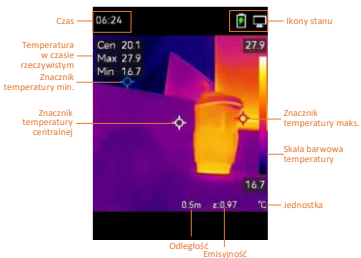 Czas
06:24
Ikony stanu
Temperatura
w czasie
rzeczywistym
Cen 20.1
Max 27.9
Min 16.7
27.9
Znacznik
temperatury min.
Znacznik
temperatury
centralnej
Znacznik
temperatury maks.
Skala barwowa
temperatury
16.7
0.5m
ε:0.97
°C
Jednostka
Odległość
Emisyjność